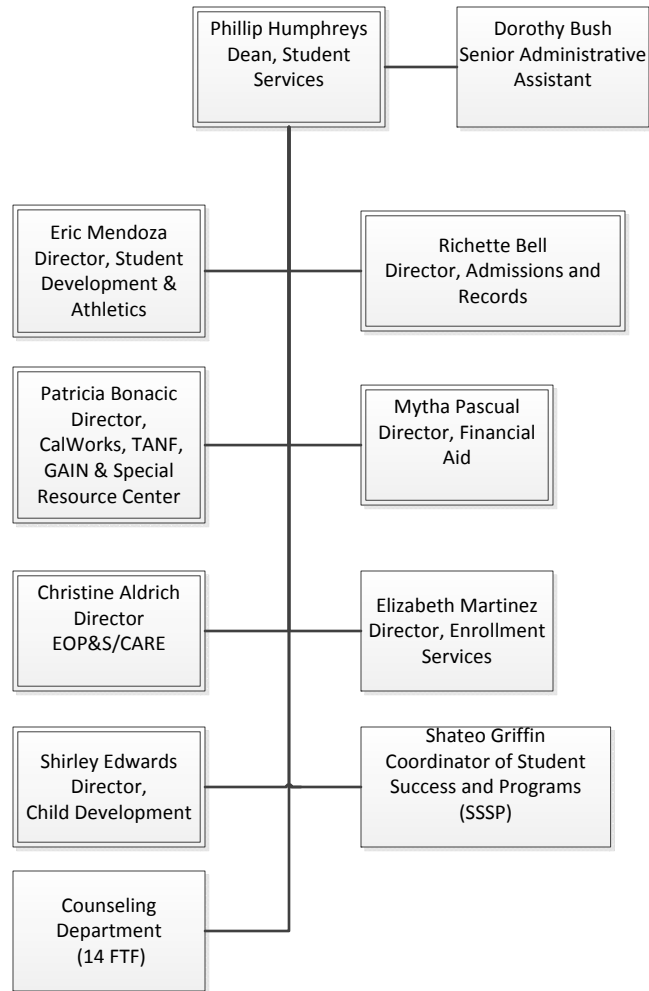 Phillip Humphreys
Dean, Student
Services
Dorothy Bush
Senior Administrative
Assistant
Eric Mendoza
Director, Student
Development &
Athletics
Richette Bell
Director, Admissions and
Records
Patricia Bonacic
Director,
CalWorks, TANF,
GAIN & Special
Resource Center
Mytha Pascual
Director, Financial
Aid
Christine Aldrich
Director
EOP&S/CARE
Elizabeth Martinez
Director, Enrollment
Services
Shirley Edwards
Director,
Child Development
Shateo Griffin
Coordinator of Student
Success and Programs
(SSSP)
Counseling
Department
(14 FTF)